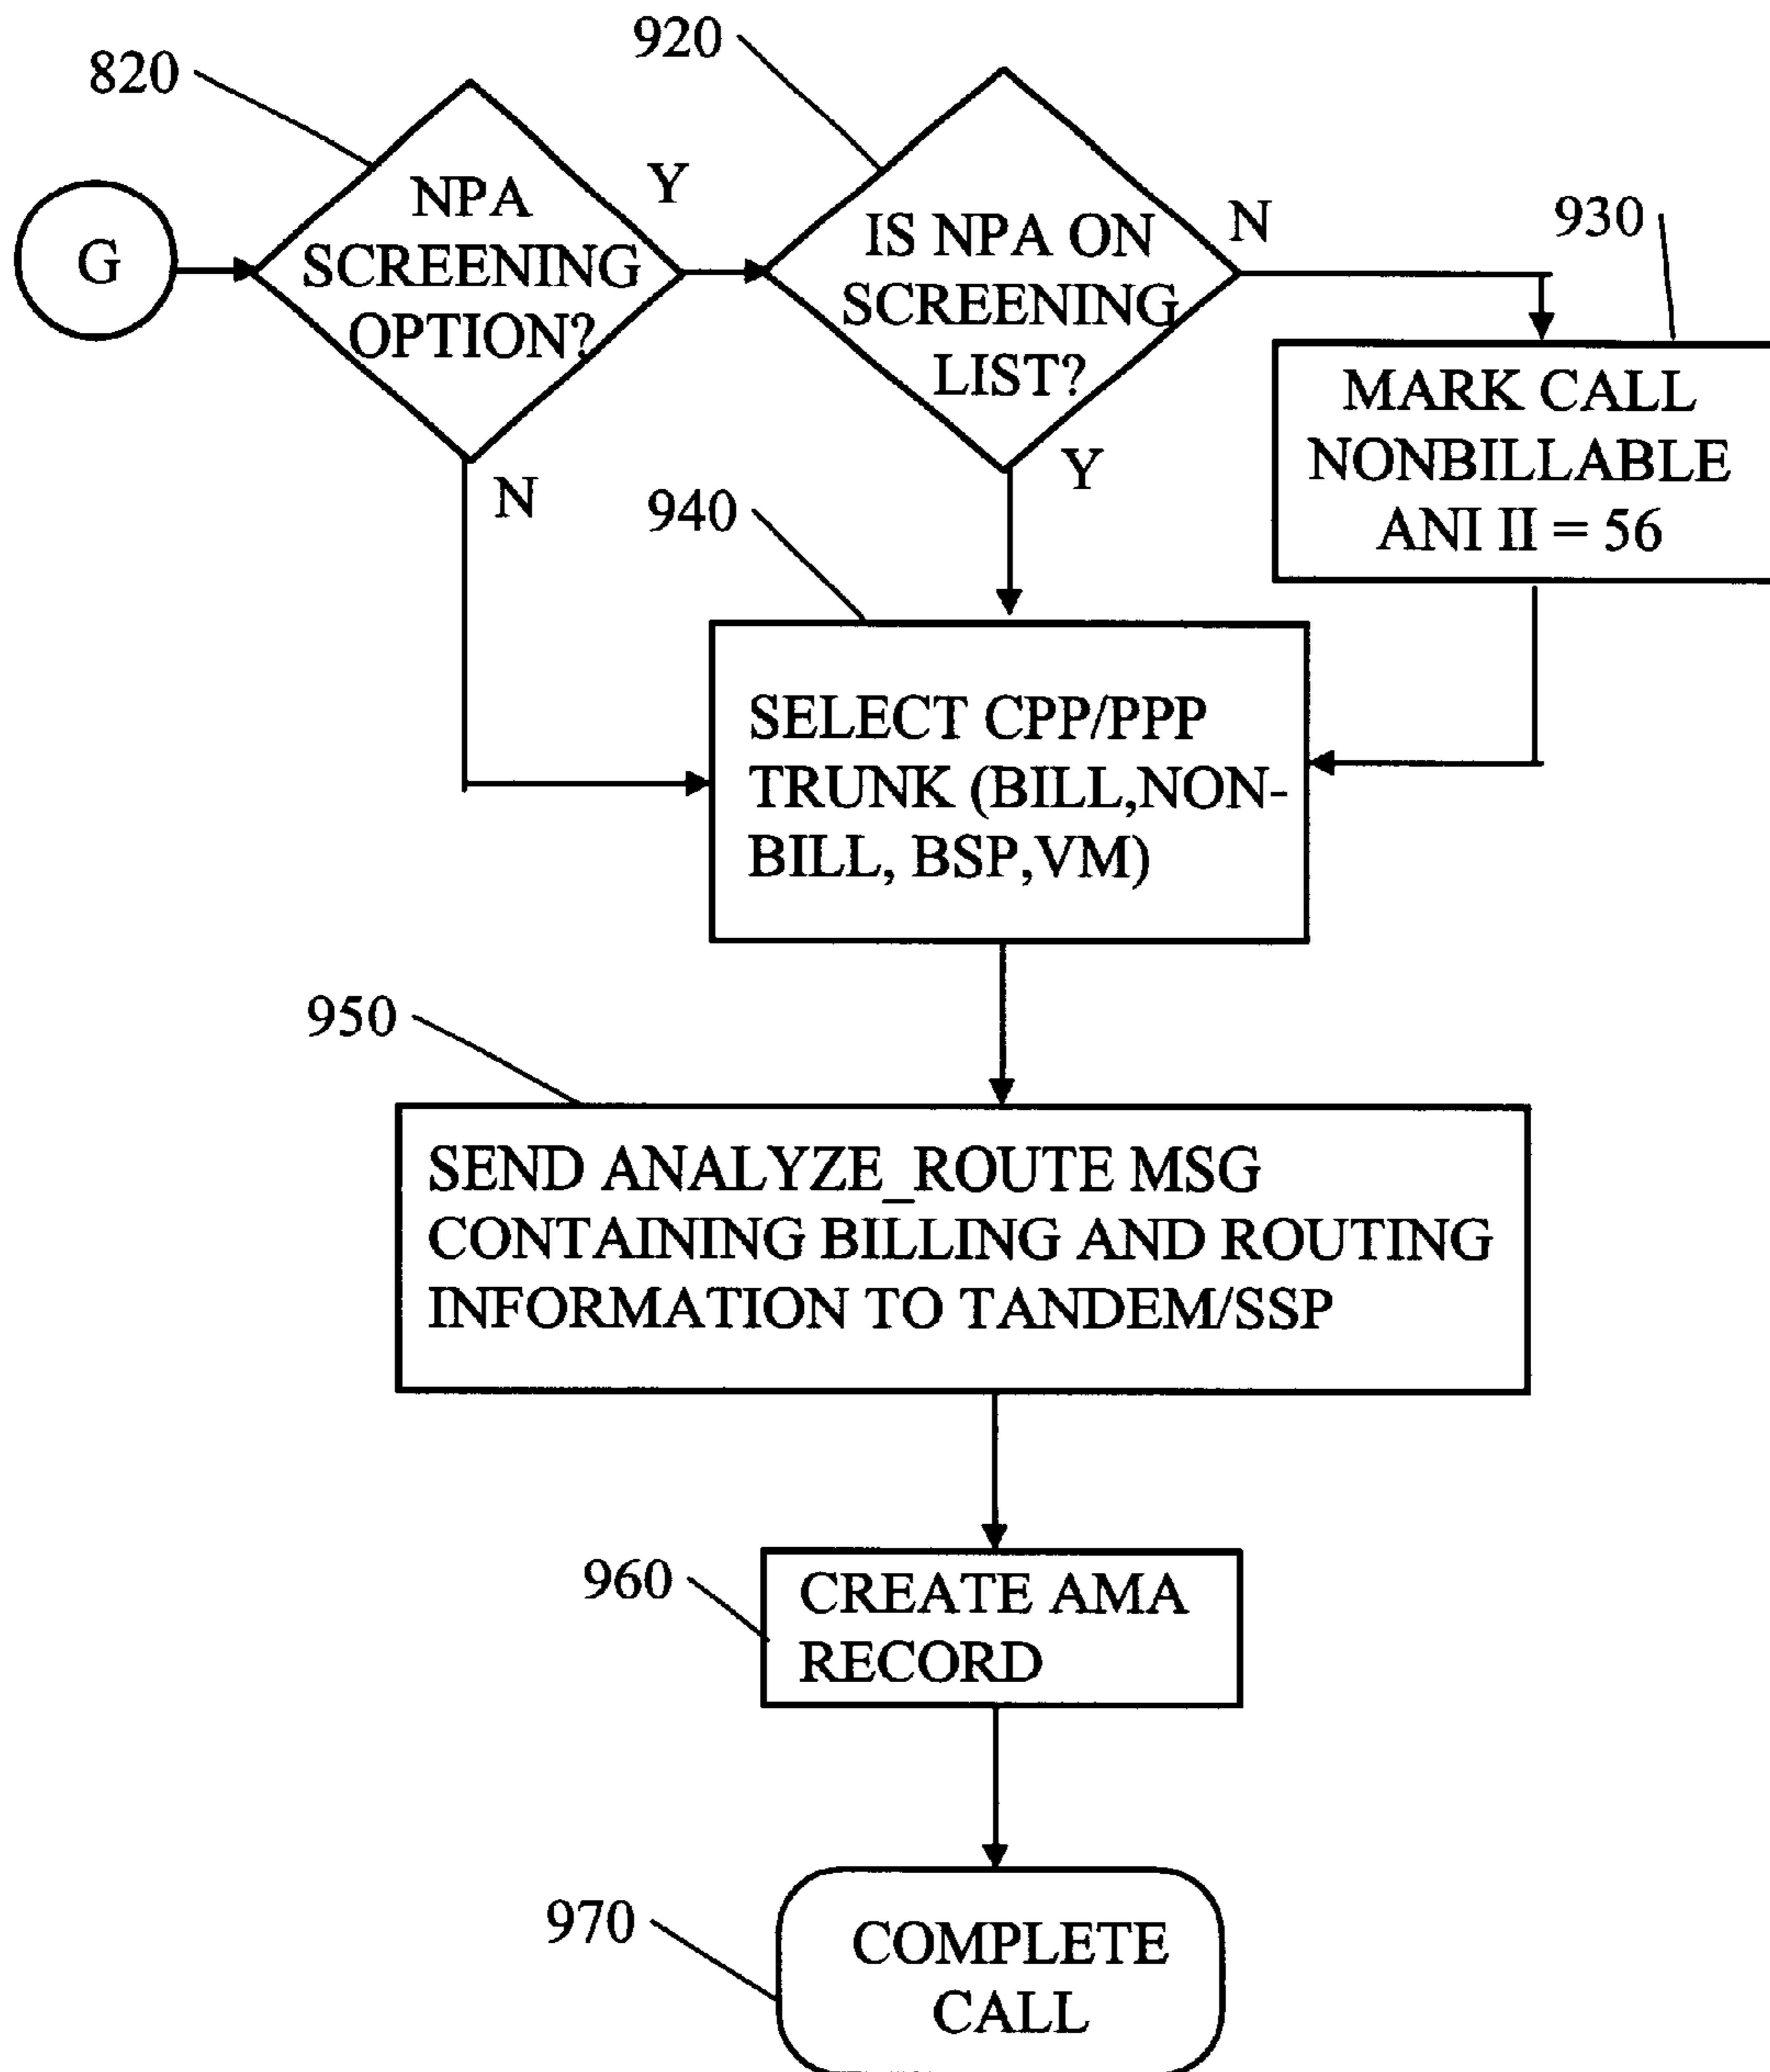 920
820
NPA
SCREENING
OPTION?
Y
G
IS NPA ON
SCREENING
LIST?
N
930
MARK CALL
NONBILLABLE
ANI II = 56
N
Y
940
SELECT CPP/PPP
TRUNK (BILL,NON-
BILL, BSP,VM)
950
SEND ANALYZE_ROUTE MSG
CONTAINING BILLING AND ROUTING
INFORMATION TO TANDEM/SSP
960
CREATE AMA
RECORD
970
COMPLETE
CALL